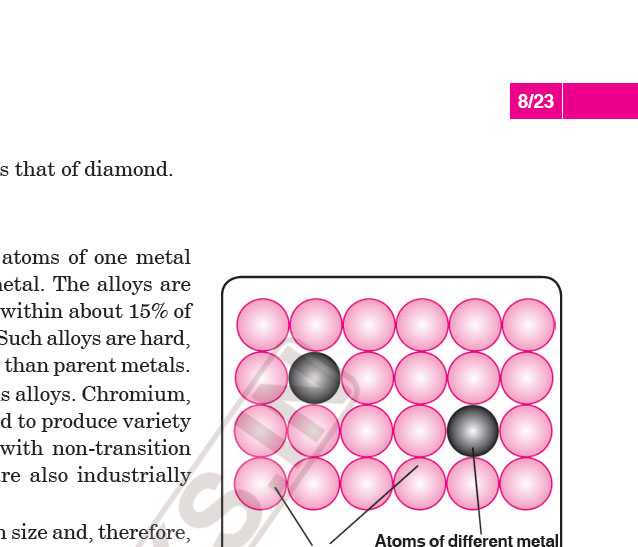 8/23
s that of diamond.
atoms of one metal
etal. The alloys are
within about 15% of
Such alloys are hard,
than parent metals.
s alloys. Chromium,
d to produce variety
with non-transition
re also industrially
n size and, therefore,
Atoms of different metal